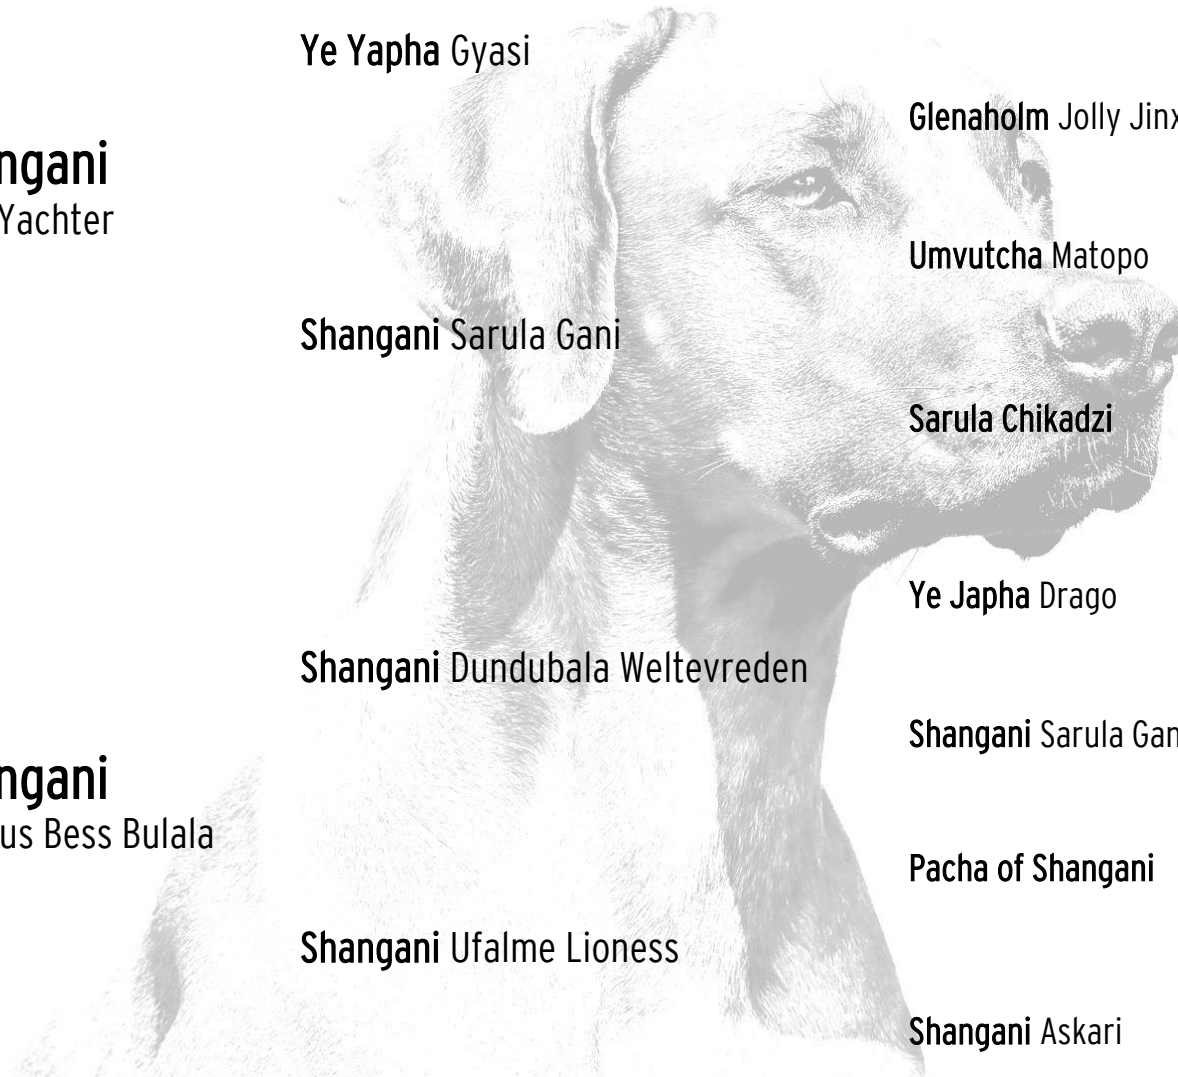 ngani
Yachter
ngani
us Bess Bulala
Ye Yapha Gyasi
Shangani Sarula Gani
Shangani Dundubala Weltevreden
Shangani Ufalme Lioness
Glenaholm Jolly Jinx
Umvutcha Matopo
Sarula Chikadzi
Ye Japha Drago
Shangani Sarula Gan
Pacha of Shangani
Shangani Askari